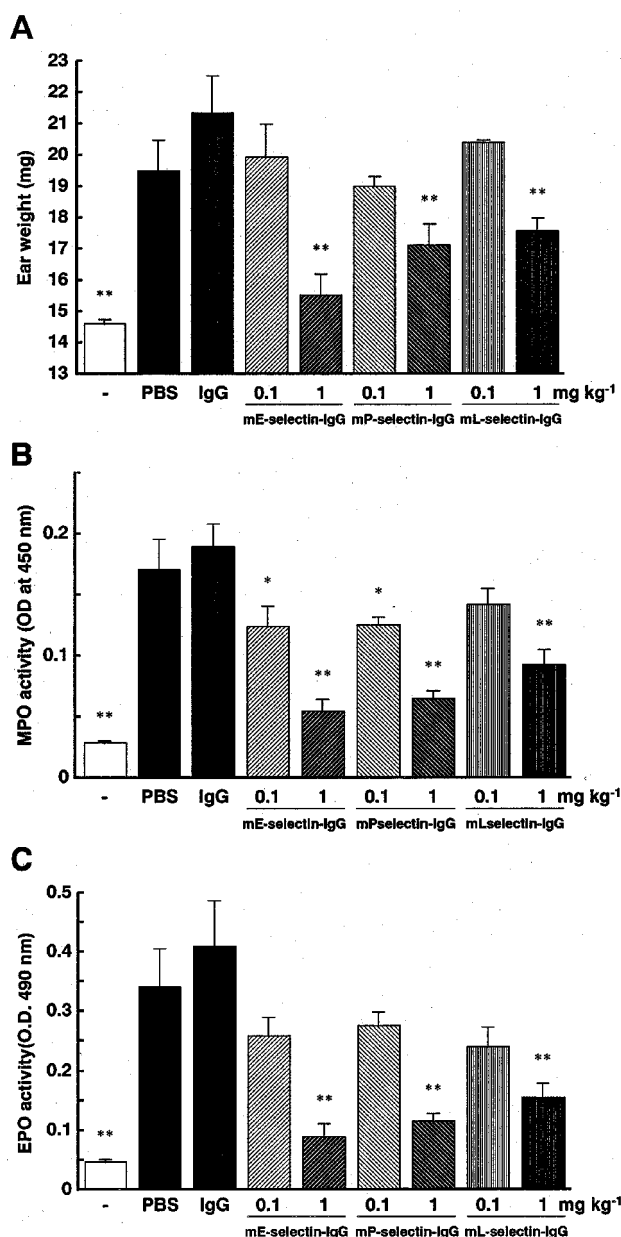 A
Ear weight (mg)
23
22
21
20
19
18
17
16
15
14
13
** ** ** **
- PBS IgG 0.1 1 0.1 1 0.1 1 mg kg-1
mE-selectin-IgG mP-selectin-IgG mL-selectin-IgG
B
MPO activity (OD at 450 nm)
0.2
0.1
0
** * ** * ** **
- PBS IgG 0.1 1 0.1 1 0.1 1 mg kg-1
mE-selectin-IgG mPselectin-IgG mLselectin-IgG
C
EPO activity(O.D. 490 nm)
0.5
0.4
0.3
0.2
0.1
0
** ** ** **
- PBS IgG 0.1 1 0.1 1 0.1 1 mg kg-1
mE-selectin-IgG mP-selectin-IgG mL-selectin-IgG